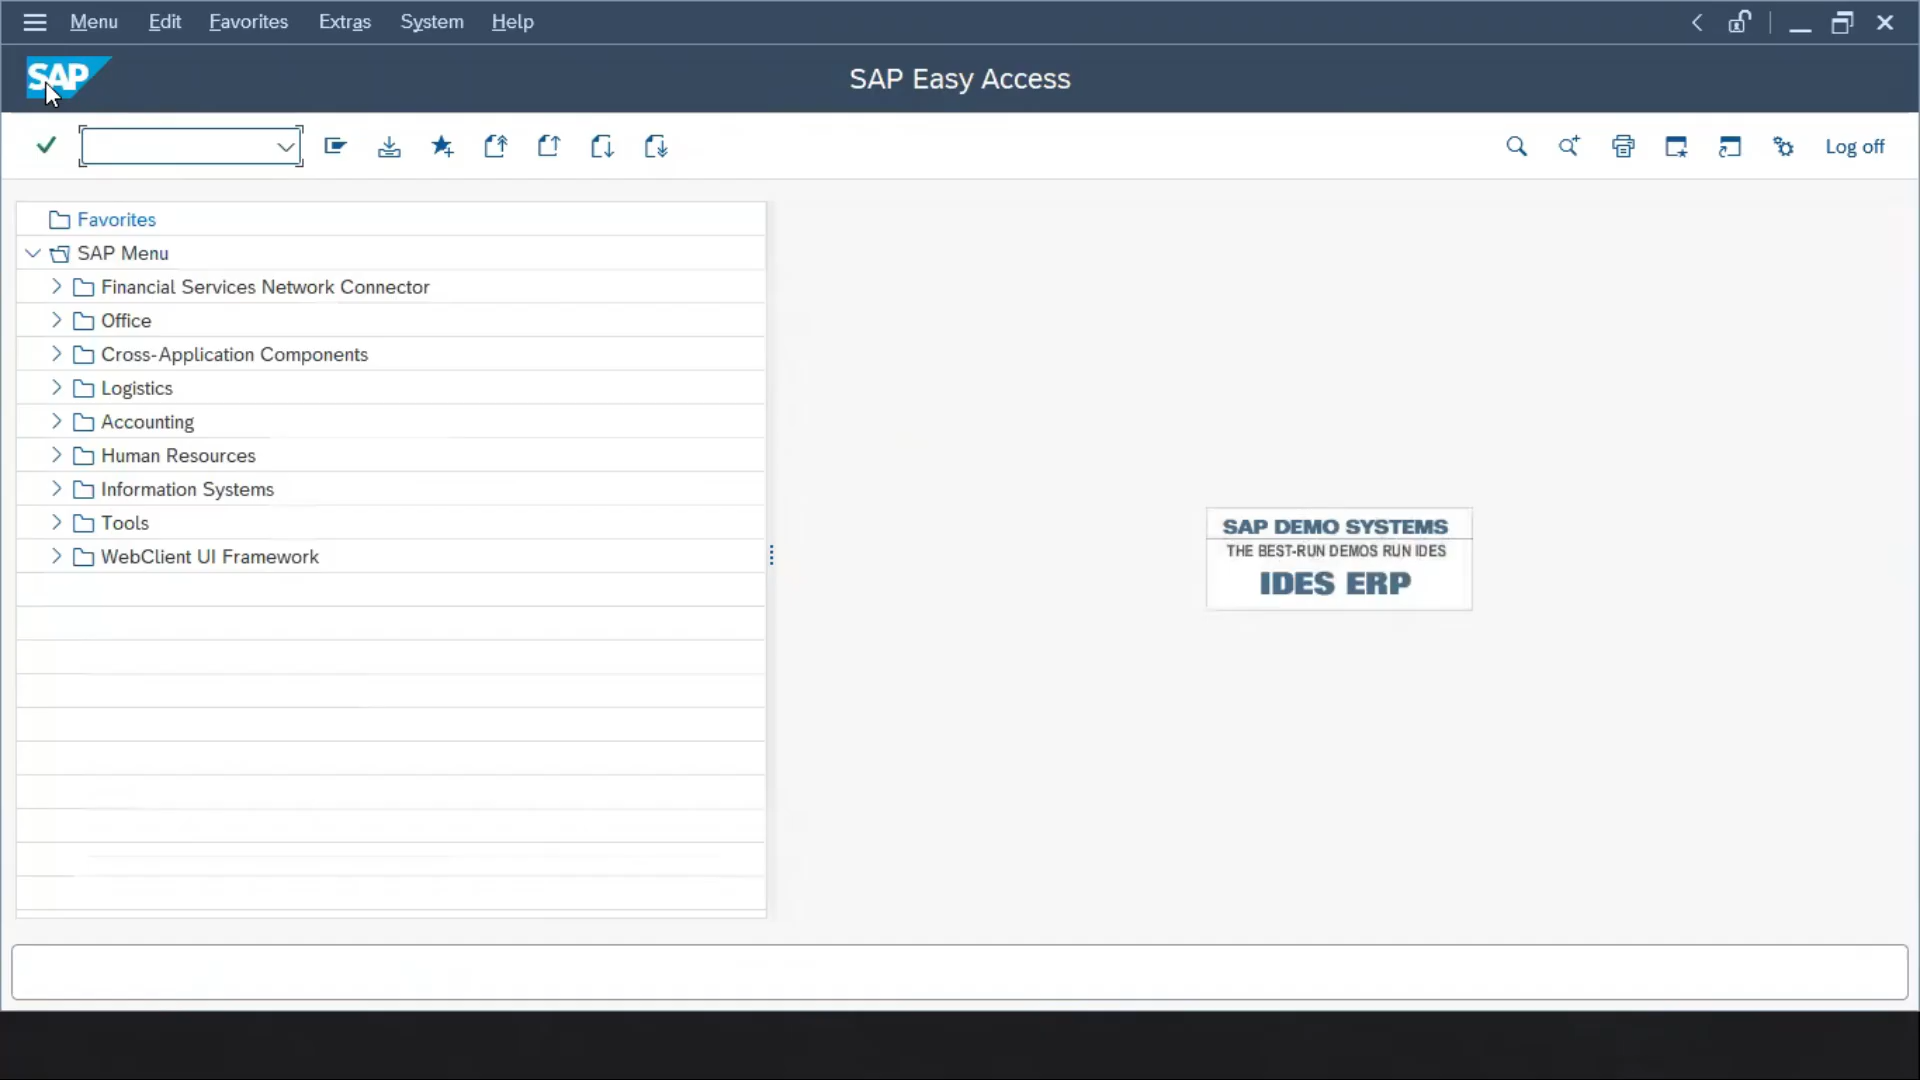 Menu Edit Favorites Extras System Help
SAP
SAP Easy Access
Log off
Favorites
SAP Menu
Financial Services Network Connector
Office
Cross-Application Components
Logistics
Accounting
Human Resources
Information Systems
Tools
WebClient UI Framework
SAP DEMO SYSTEMS
THE BEST-RUN DEMOS RUN IDES
IDES ERP